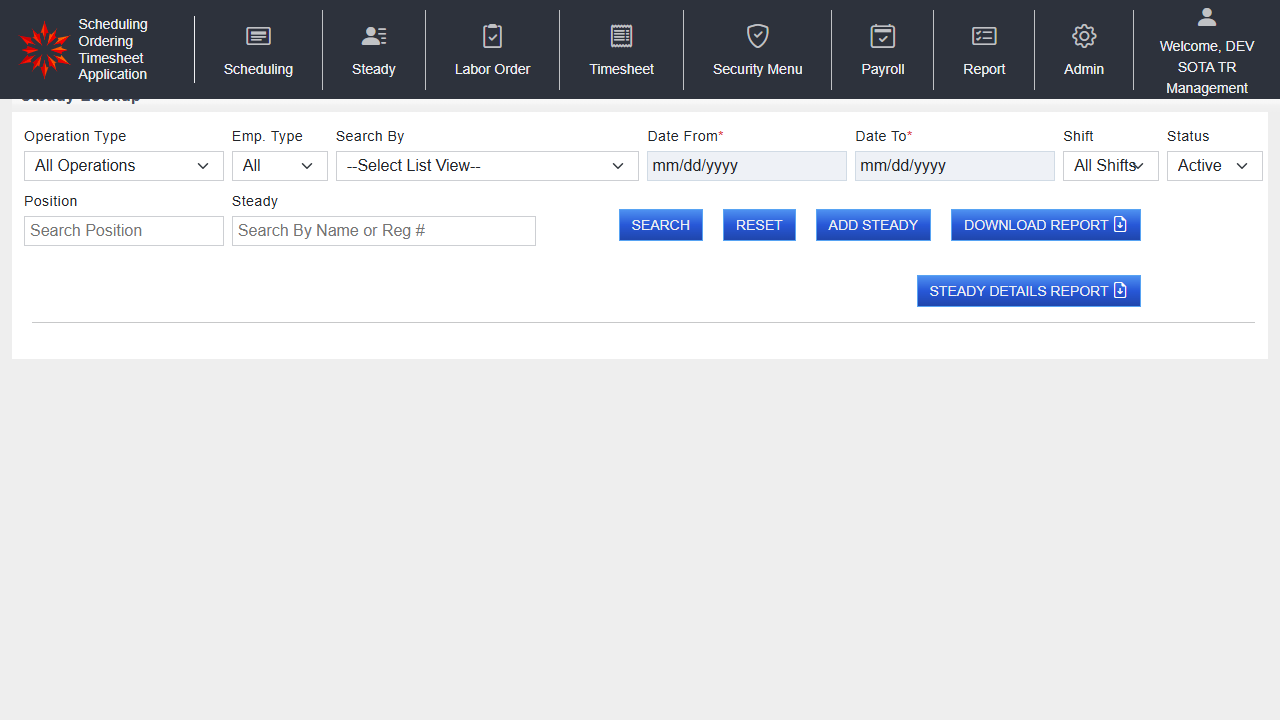 Scheduling
Ordering
Timesheet
Application
Scheduling
Steady
Labor Order
Timesheet
Security Menu
Payroll
Report
Admin
Welcome, DEV
SOTA TR
Management
Steady Lookup
Operation Type
Emp. Type
Search By
Date From*
Date To*
Shift
Status
All Operations
All
--Select List View--
mm/dd/yyyy
mm/dd/yyyy
All Shifts
Active
Position
Steady
Search Position
Search By Name or Reg #
SEARCH
RESET
ADD STEADY
DOWNLOAD REPORT
STEADY DETAILS REPORT